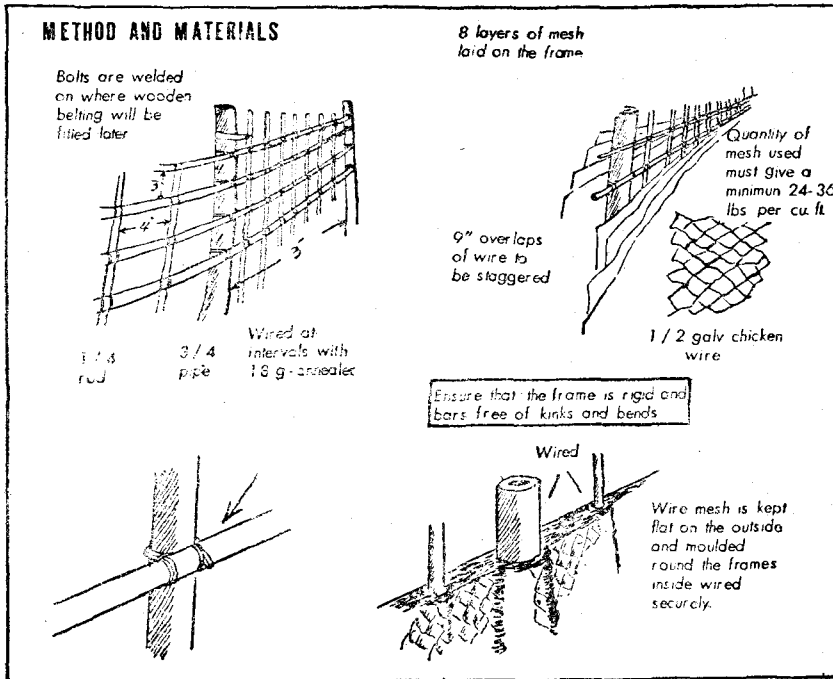 METHOD AND MATERIALS
8 layers of mesh
laid on the frame
Bolts are welded
on where wooden
belting will be
fitted later
3"
4"
3'
Quantity of
mesh used
must give a
minimun 24-36
lbs per cu. ft.
9" overlaps
of wire to
be staggered
1/2 galv chicken
wire
1/4
rod
3/4
pipe
Wired at
intervals with
18 g-annealed
Ensure that the frame is rigid and
bars free of kinks and bends
Wired
Wire mesh is kept
flat on the outside
and moulded
round the frames
inside wired
securely.